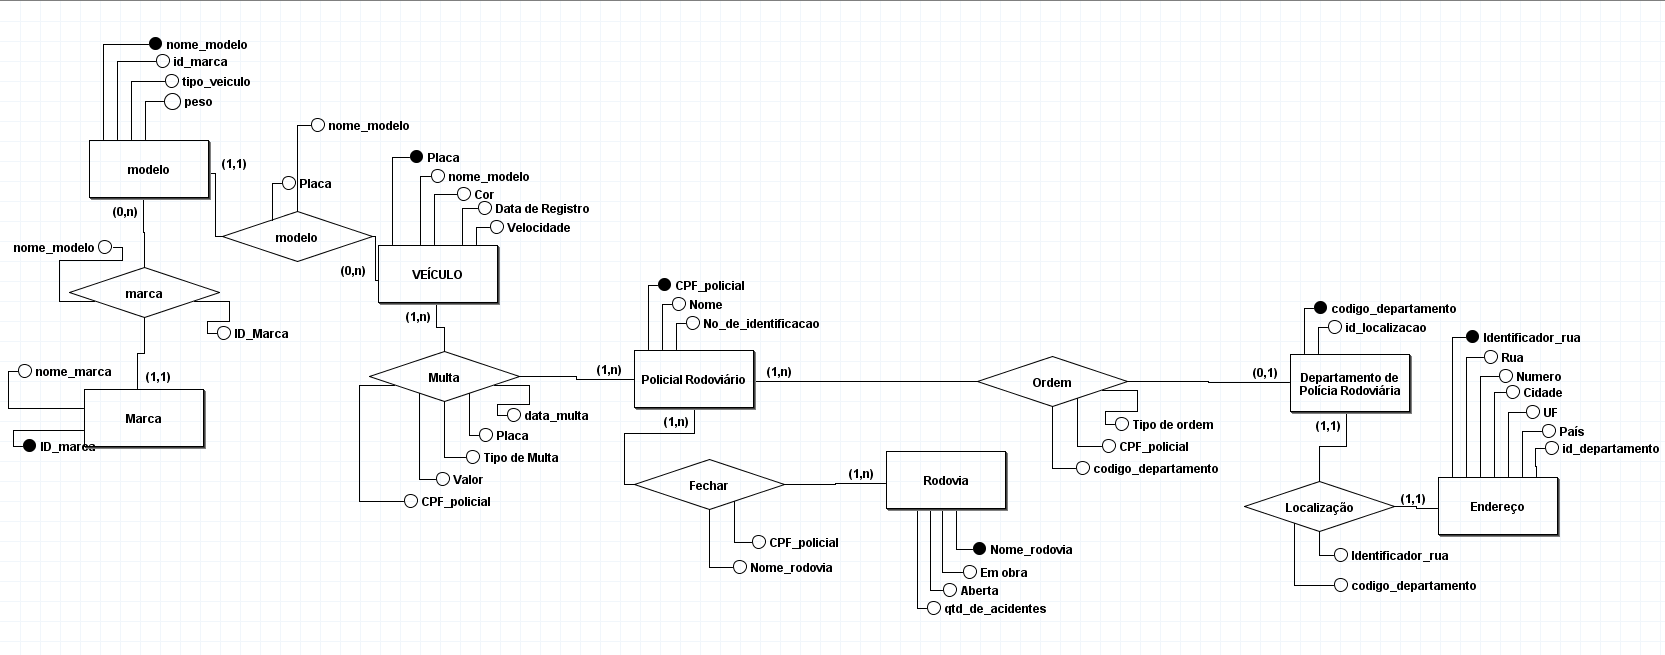 nome_modelo
id_marca
tipo_veiculo
peso
modelo
(1,1)
(0,n)
nome_modelo
Placa
modelo
(0,n)
nome_modelo
marca
ID_Marca
(1,1)
nome_marca
Marca
ID_marca
Placa
nome_modelo
Cor
Data de Registro
Velocidade
VEÍCULO
(1,n)
Multa
(1,n)
data_multa
Placa
Tipo de Multa
Valor
CPF_policial
CPF_policial
Nome
No_de_identificacao
Policial Rodoviário
(1,n)
(1,n)
Fechar
(1,n)
CPF_policial
Nome_rodovia
Rodovia
Nome_rodovia
Em obra
Aberta
qtd_de_acidentes
Ordem
(0,1)
Tipo de ordem
CPF_policial
codigo_departamento
codigo_departamento
id_localizacao
Departamento de
Polícia Rodoviária
(1,1)
Localização
(1,1)
Identificador_rua
codigo_departamento
Identificador_rua
Rua
Numero
Cidade
UF
País
id_departamento
Endereço